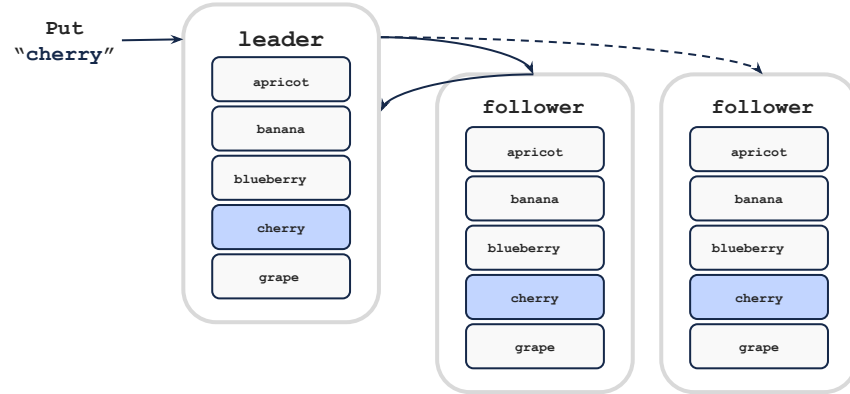 Put
“cherry”
leader
apricot
banana
blueberry
cherry
grape
follower
apricot
banana
blueberry
cherry
grape
follower
apricot
banana
blueberry
cherry
grape